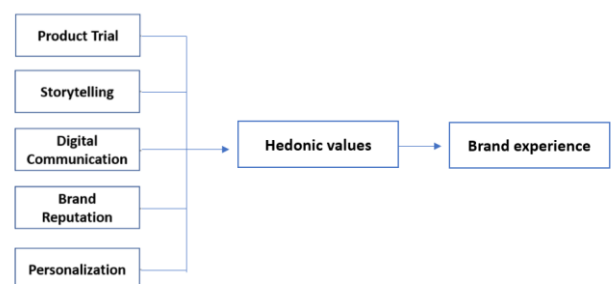 Product Trial
Storytelling
Digital
Communication
Brand
Reputation
Personalization
Hedonic values
Brand experience